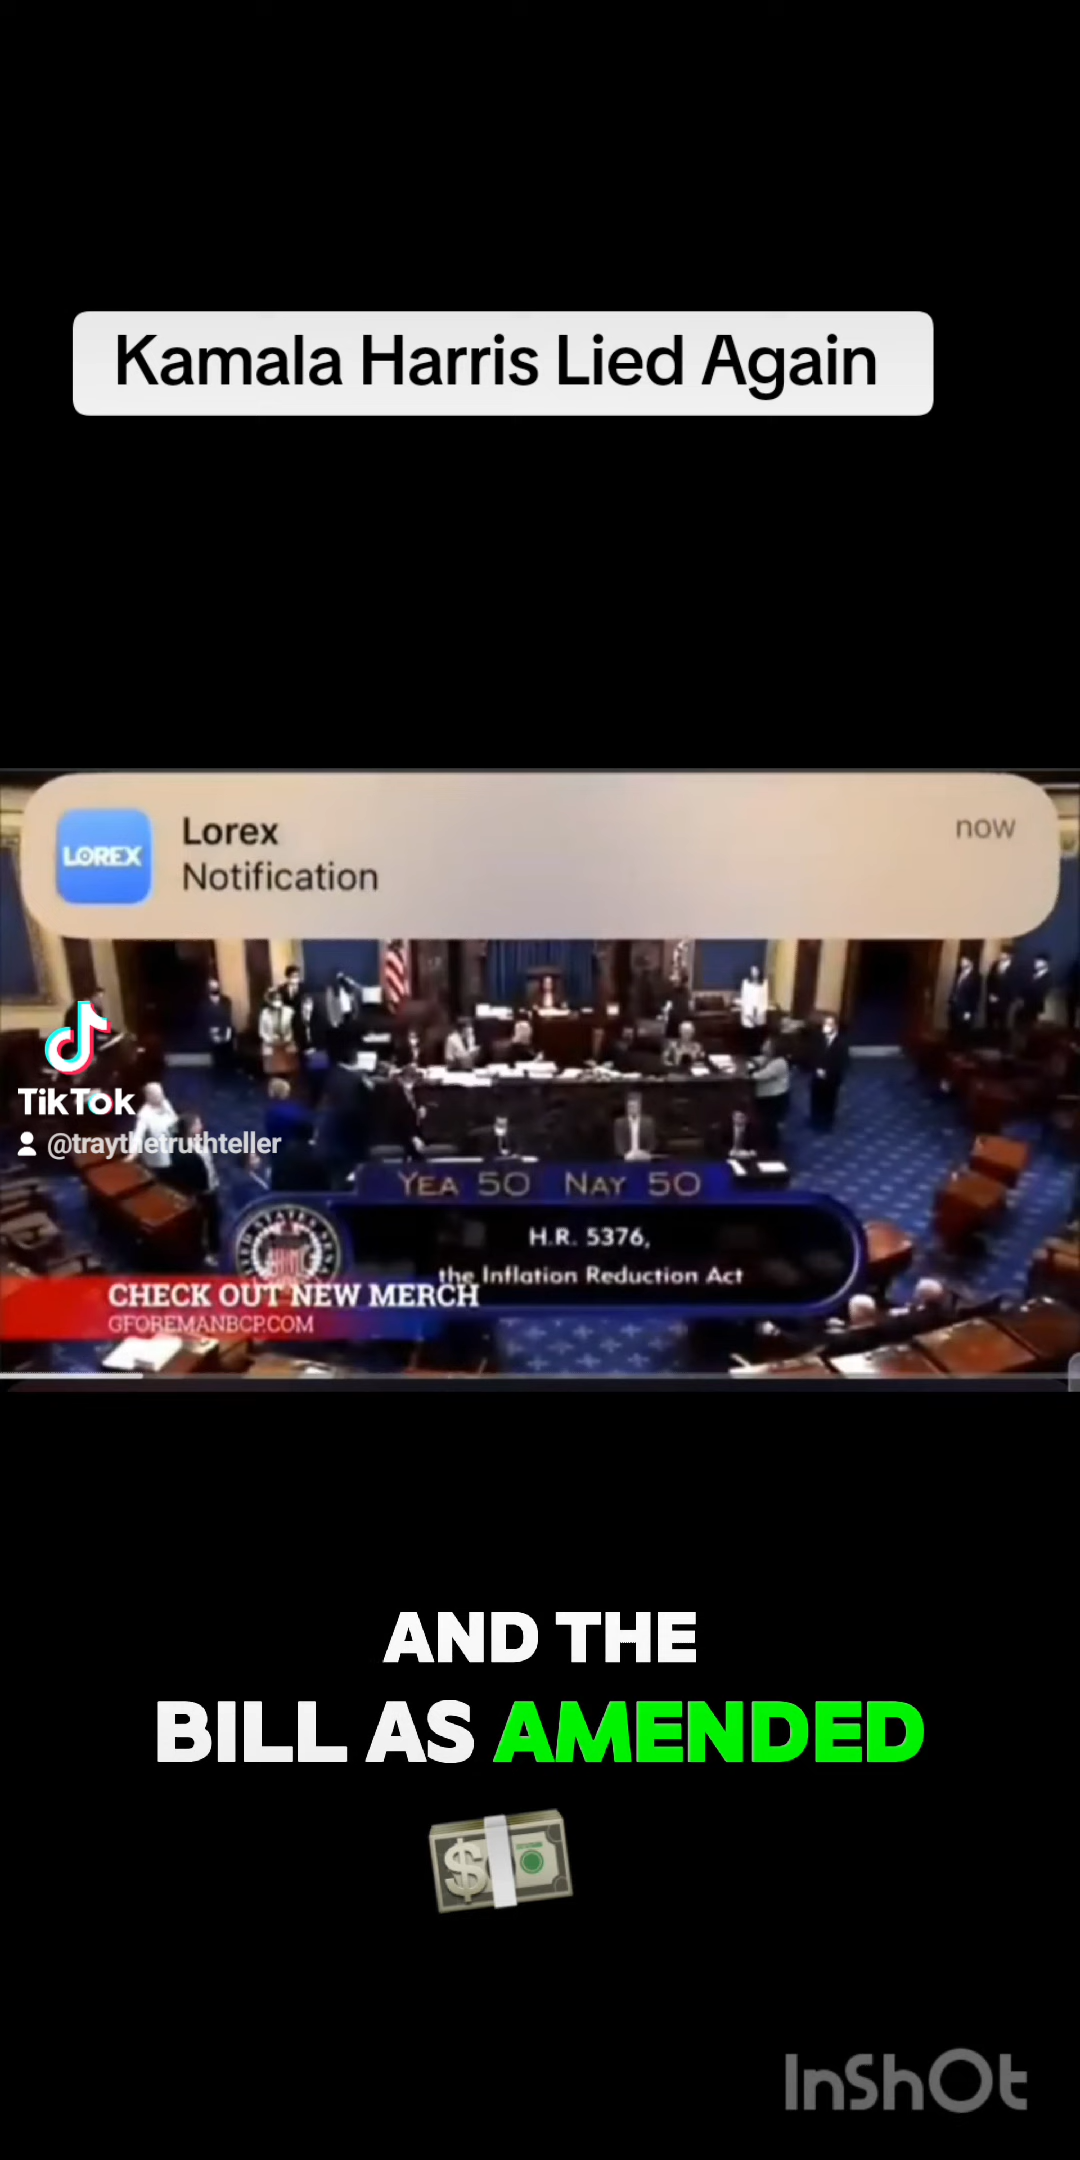 Kamala Harris Lied Again
LOREX
Lorex
now
Notification
TikTok
@traythetruthteller
YEA 50 NAY 50
H.R. 5376,
the Inflation Reduction Act
CHECK OUT NEW MERCH
GFOREMANBCP.COM
AND THE
BILL AS AMENDED
InShOt